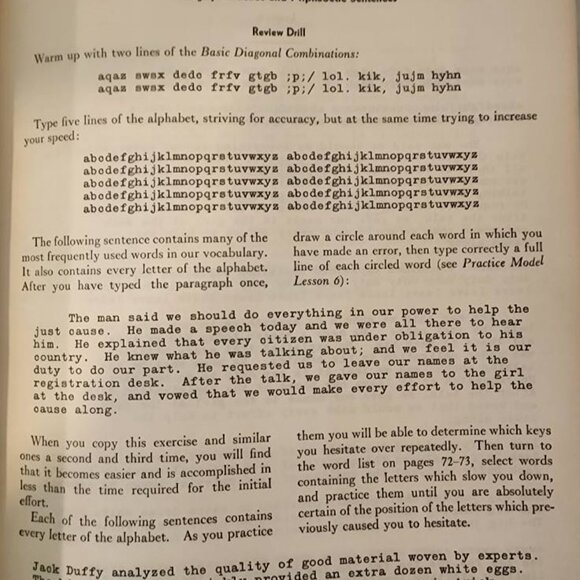 and Alphabetic Sentences
Review Drill
Warm up with two lines of the Basic Diagonal Combinations:
aqaz swsx dedc frfv gtgb ;p;/ lol. kik, jujm hyhn
aqaz swsx dedc frfv gtgb ;p;/ lol. kik, jujm hyhn
Type five lines of the alphabet, striving for accuracy, but at the same time trying to increase
your speed:
abcdefghijklmnopqrstuvwxyz abcdefghijklmnopqrstuvwxyz
abcdefghijklmnopqrstuvwxyz abcdefghijklmnopqrstuvwxyz
abcdefghijklmnopqrstuvwxyz abcdefghijklmnopqrstuvwxyz
abcdefghijklmnopqrstuvwxyz abcdefghijklmnopqrstuvwxyz
abcdefghijklmnopqrstuvwxyz abcdefghijklmnopqrstuvwxyz
The following sentence contains many of the
most frequently used words in our vocabulary.
It also contains every letter of the alphabet.
After you have typed the paragraph once,
draw a circle around each word in which you
have made an error, then type correctly a full
line of each circled word (see Practice Model
Lesson 6):
The man said we should do everything in our power to help the
just cause. He made a speech today and we were all there to hear
him. He explained that every citizen was under obligation to his
country. He knew what he was talking about; and we feel it is our
duty to do our part. He requested us to leave our names at the
registration desk. After the talk, we gave our names to the girl
at the desk, and vowed that we would make every effort to help the
cause along.
When you copy this exercise and similar
ones a second and third time, you will find
that it becomes easier and is accomplished in
less than the time required for the initial
effort.
Each of the following sentences contains
every letter of the alphabet. As you practice
them you will be able to determine which keys
you hesitate over repeatedly. Then turn to
the word list on pages 72–73, select words
containing the letters which slow you down,
and practice them until you are absolutely
certain of the position of the letters which pre-
viously caused you to hesitate.
Jack Duffy analyzed the quality of good material woven by experts.
provided an extra dozen white eggs.